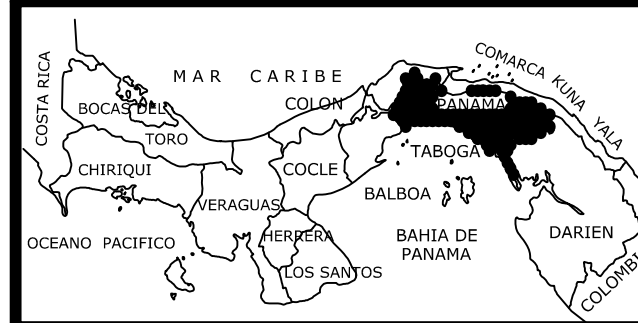 COSTA RICA
MAR CARIBE
COMARCA KUNA YALA
BOCAS DEL
TORO
COLON
PANAMA
CHIRIQUI
COCLE
TABOGA
VERAGUAS
BALBOA
OCEANO PACIFICO
HERRERA
BAHIA DE
PANAMA
DARIEN
LOS SANTOS
COLOMBI